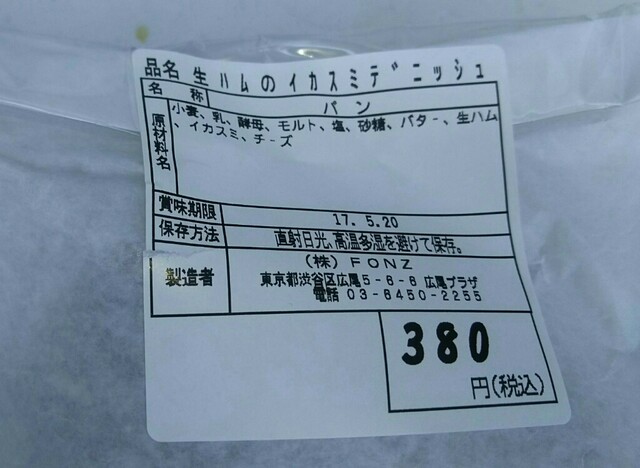 品名 生ハムのイカスミデニッシュ
名称 パン
原材料名 小麦、乳、酵母、モルト、塩、砂糖、バター、生ハム
、イカスミ、チーズ
賞味期限 17.5.20
保存方法 直射日光、高温多湿を避けて保存。
製造者 (株)FONZ
東京都渋谷区広尾5-6-6 広尾プラザ
電話 03-6450-2255
380
円(税込)